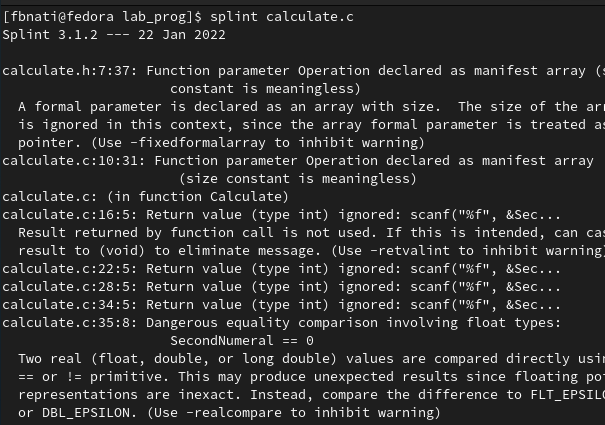 [fbnati@fedora lab_prog]$ splint calculate.c
Splint 3.1.2 --- 22 Jan 2022
calculate.h:7:37: Function parameter Operation declared as manifest array (s
constant is meaningless)
A formal parameter is declared as an array with size.  The size of the arr
is ignored in this context, since the array formal parameter is treated as
pointer. (Use -fixedformalarray to inhibit warning)
calculate.c:10:31: Function parameter Operation declared as manifest array
(size constant is meaningless)
calculate.c: (in function Calculate)
calculate.c:16:5: Return value (type int) ignored: scanf("%f", &Sec...
Result returned by function call is not used. If this is intended, can cas
result to (void) to eliminate message. (Use -retvalint to inhibit warning)
calculate.c:22:5: Return value (type int) ignored: scanf("%f", &Sec...
calculate.c:28:5: Return value (type int) ignored: scanf("%f", &Sec...
calculate.c:34:5: Return value (type int) ignored: scanf("%f", &Sec...
calculate.c:35:8: Dangerous equality comparison involving float types:
SecondNumeral == 0
Two real (float, double, or long double) values are compared directly usin
== or != primitive. This may produce unexpected results since floating poi
representations are inexact. Instead, compare the difference to FLT_EPSILO
or DBL_EPSILON. (Use -realcompare to inhibit warning)